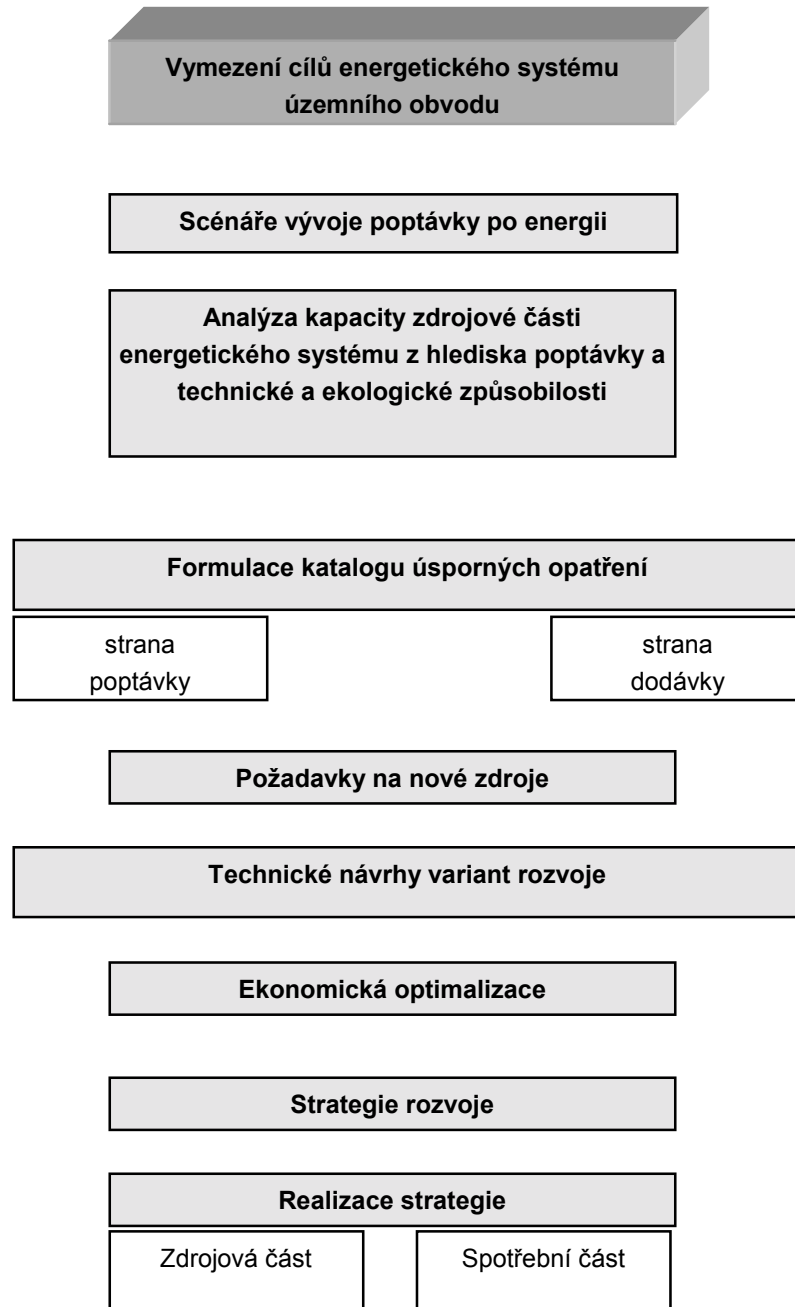 Vymezení cílů energetického systému
územního obvodu
Scénáře vývoje poptávky po energii
Analýza kapacity zdrojové části
energetického systému z hlediska poptávky a
technické a ekologické způsobilosti
Formulace katalogu úsporných opatření
strana
poptávky
strana
dodávky
Požadavky na nové zdroje
Technické návrhy variant rozvoje
Ekonomická optimalizace
Strategie rozvoje
Realizace strategie
Zdrojová část
Spotřební část